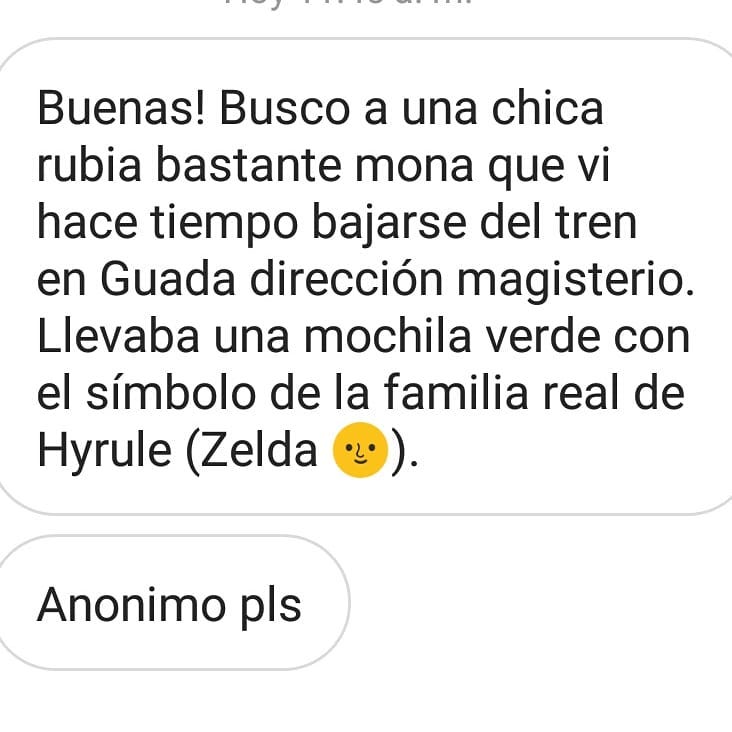 Buenas! Busco a una chica
rubia bastante mona que vi
hace tiempo bajarse del tren
en Guada dirección magisterio.
Llevaba una mochila verde con
el símbolo de la familia real de
Hyrule (Zelda 🌝).
Anonimo pls